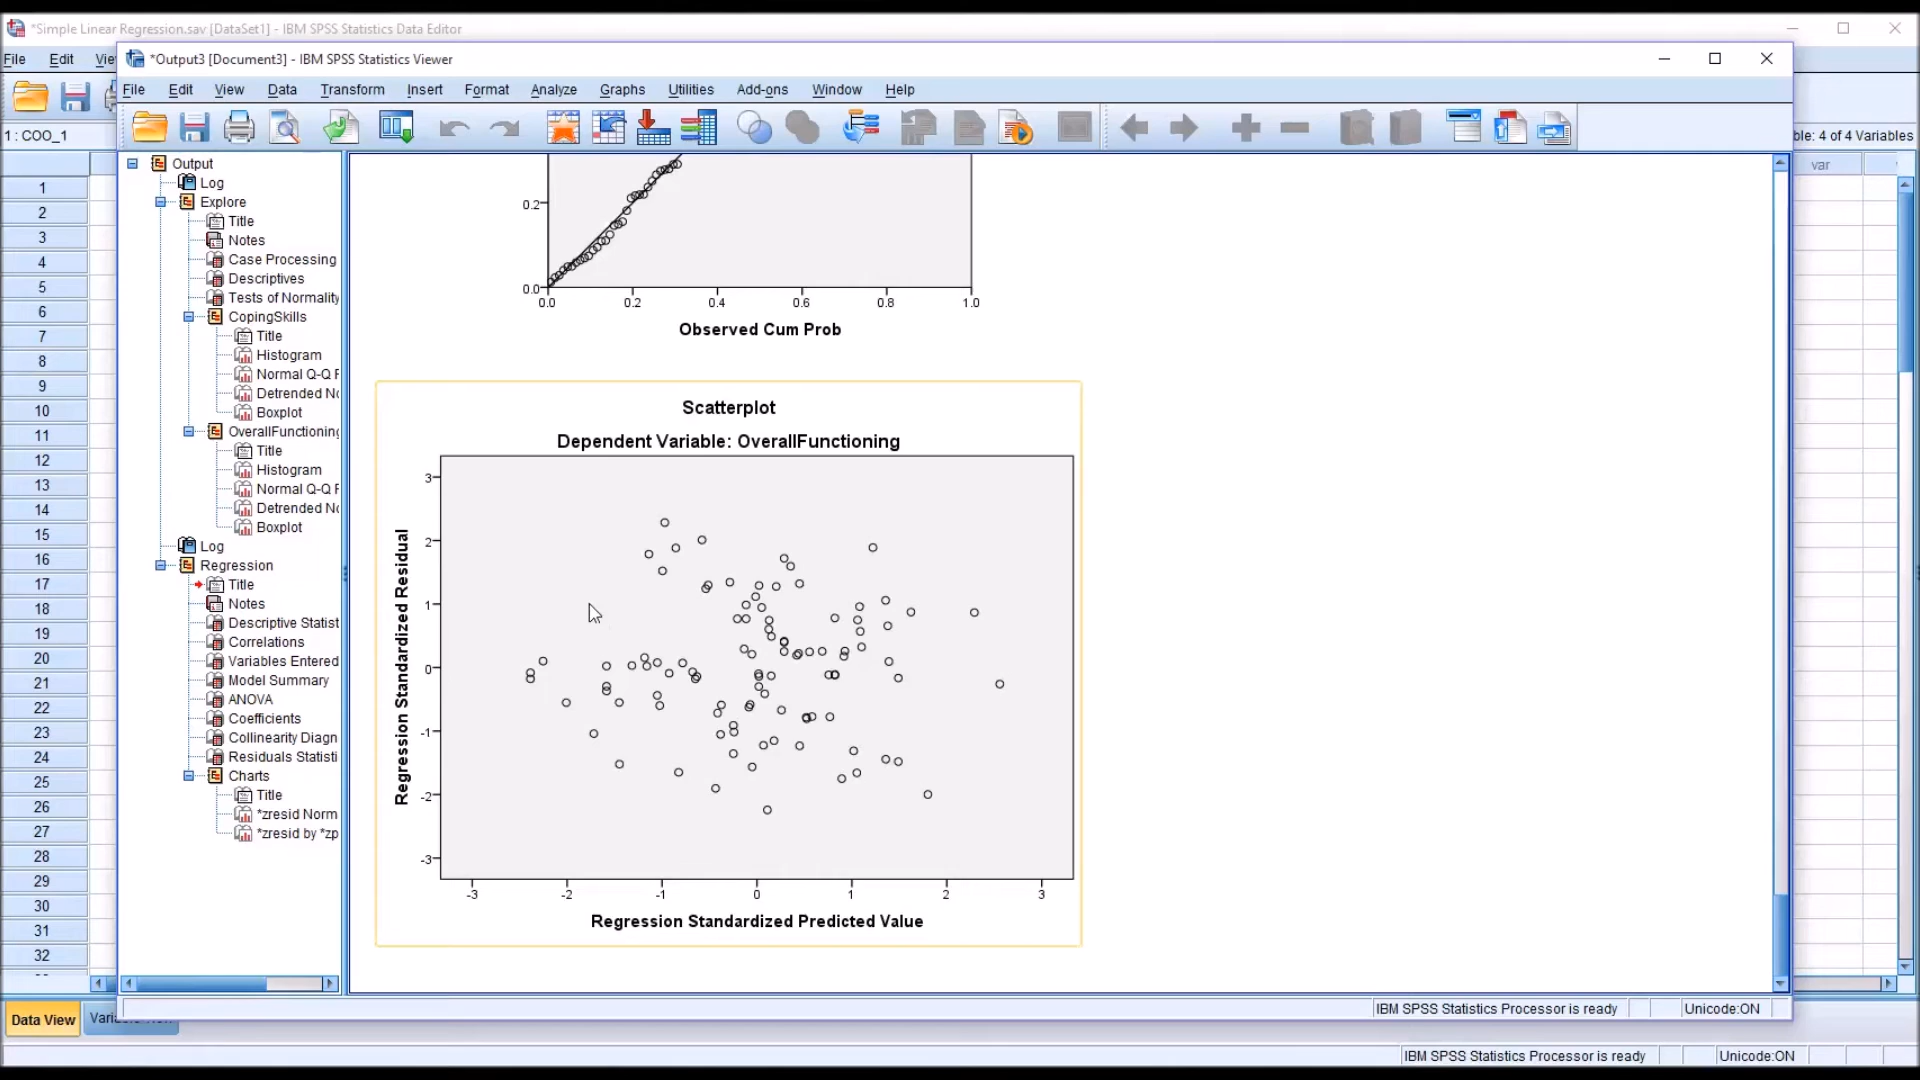 *Simple Linear Regression.sav [DataSet1] - IBM SPSS Statistics Data Editor
File Edit
*Output3 [Document3] - IBM SPSS Statistics Viewer
File Edit View Data Transform Insert Format Analyze Graphs Utilities Add-ons Window Help
1 : COO_1
ble: 4 of 4 Variables
var
1
2
3
4
5
6
7
8
9
10
11
12
13
14
15
16
17
18
19
20
21
22
23
24
25
26
27
28
29
30
31
32
Output
Log
Explore
Title
Notes
Case Processing
Descriptives
Tests of Normality
CopingSkills
Title
Histogram
Normal Q-Q
Detrended
Boxplot
OverallFunctioning
Title
Histogram
Normal Q-Q
Detrended
Boxplot
Log
Regression
Title
Notes
Descriptive Statist
Correlations
Variables Entered
Model Summary
ANOVA
Coefficients
Collinearity Diagn
Residuals Statisti
Charts
Title
*zresid Norm
*zresid by *zp
0.2
0.0
0.0 0.2 0.4 0.6 0.8 1.0
Observed Cum Prob
Scatterplot
Dependent Variable: OverallFunctioning
Regression Standardized Residual
3
2
1
0
-1
-2
-3
-3 -2 -1 0 1 2 3
Regression Standardized Predicted Value
IBM SPSS Statistics Processor is ready Unicode:ON
Data View
IBM SPSS Statistics Processor is ready Unicode:ON